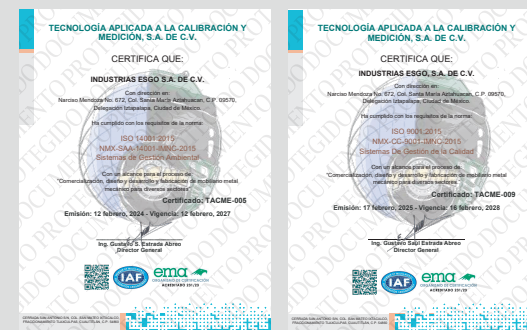 TECNOLOGÍA APLICADA A LA CALIBRACIÓN Y
MEDICIÓN, S.A. DE C.V.
CERTIFICA QUE:
INDUSTRIAS ESGO S.A. DE C.V.
Con dirección en:
Narciso Mendoza No. 672, Col. Santa María Aztahuacan, C.P. 09570,
Delegación Iztapalapa, Ciudad de México.
Ha cumplido con los requisitos de la norma:
ISO 14001:2015
NMX-SAA-14001-IMNC-2015
Sistemas de Gestión Ambiental
Con un alcance para el proceso de
"Comercialización, diseño y desarrollo y fabricación de mobiliario metal
mecánico para diversos sectores"
Certificado: TACME-005
Emisión: 12 febrero, 2024 - Vigencia: 12 febrero, 2027
Ing. Gustavo S. Estrada Abreo
Director General
IAF
ema
ORGANISMO DE CERTIFICACIÓN
TECNOLOGÍA APLICADA A LA CALIBRACIÓN Y
MEDICIÓN, S.A. DE C.V.
CERTIFICA QUE:
INDUSTRIAS ESGO, S.A. DE C.V.
Con dirección en:
Narciso Mendoza No. 672, Col. Santa María Aztahuacan, C.P. 09570,
Delegación Iztapalapa, Ciudad de México.
Ha cumplido con los requisitos de la norma:
ISO 9001:2015
NMX-CC-9001-IMNC-2015
Sistemas De Gestión de la Calidad
Con un alcance para el proceso de
"Comercialización, diseño y desarrollo y fabricación de mobiliario metal
mecánico para diversos sectores"
Certificado: TACME-009
Emisión: 17 febrero, 2025 - Vigencia: 16 febrero, 2028
Ing. Gustavo Saúl Estrada Abreo
Director General
IAF
ema
ORGANISMO DE CERTIFICACIÓN